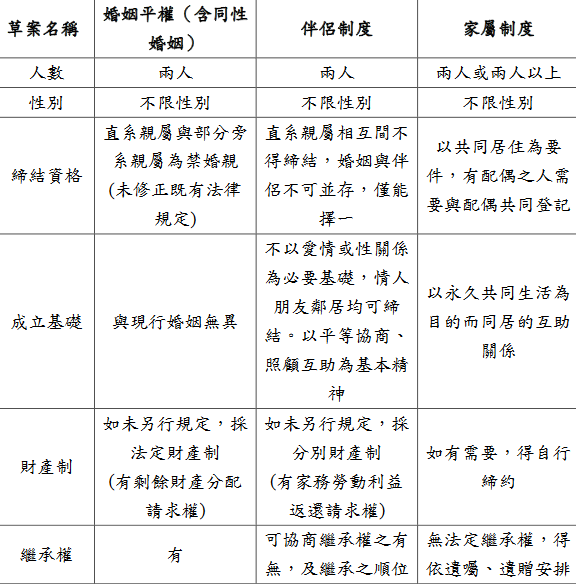 草案名稱
婚姻平權（含同性
婚姻）
伴侶制度
家屬制度
人數
兩人
兩人
兩人或兩人以上
性別
不限性別
不限性別
不限性別
締結資格
直系親屬與部分旁
系親屬為禁婚親
(未修正既有法律
規定)
直系親屬相互間不
得締結，婚姻與伴
侶不可並存，僅能
擇一
以共同居住為要
件，有配偶之人需
要與配偶共同登記
成立基礎
與現行婚姻無異
不以愛情或性關係
為必要基礎，情人
朋友鄰居均可締
結。以平等協商、
照顧互助為基本精
神
以永久共同生活為
目的而同居的互助
關係
財產制
如未另行規定，採
法定財產制
(有剩餘財產分配
請求權)
如未另行規定，採
分別財產制
(有家務勞動利益
返還請求權)
如有需要，得自行
締約
繼承權
有
可協商繼承權之有
無，及繼承之順位
無法定繼承權，得
依遺囑、遺贈安排